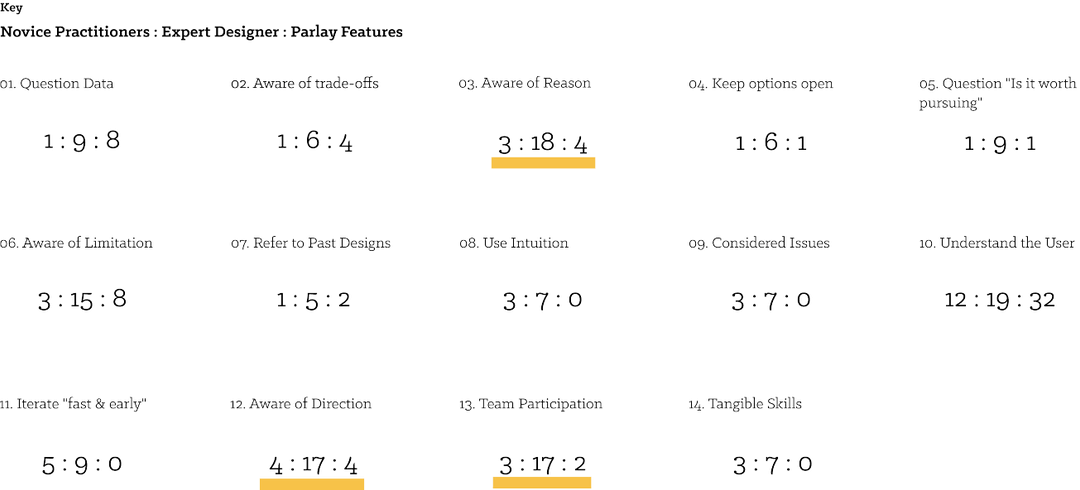 Key
Novice Practitioners : Expert Designer : Parlay Features
01. Question Data
1 : 9 : 8
02. Aware of trade-offs
1 : 6 : 4
03. Aware of Reason
3 : 18 : 4
04. Keep options open
1 : 6 : 1
05. Question "Is it worth
pursuing"
1 : 9 : 1
06. Aware of Limitation
3 : 15 : 8
07. Refer to Past Designs
1 : 5 : 2
08. Use Intuition
3 : 7 : 0
09. Considered Issues
3 : 7 : 0
10. Understand the User
12 : 19 : 32
11. Iterate "fast & early"
5 : 9 : 0
12. Aware of Direction
4 : 17 : 4
13. Team Participation
3 : 17 : 2
14. Tangible Skills
3 : 7 : 0